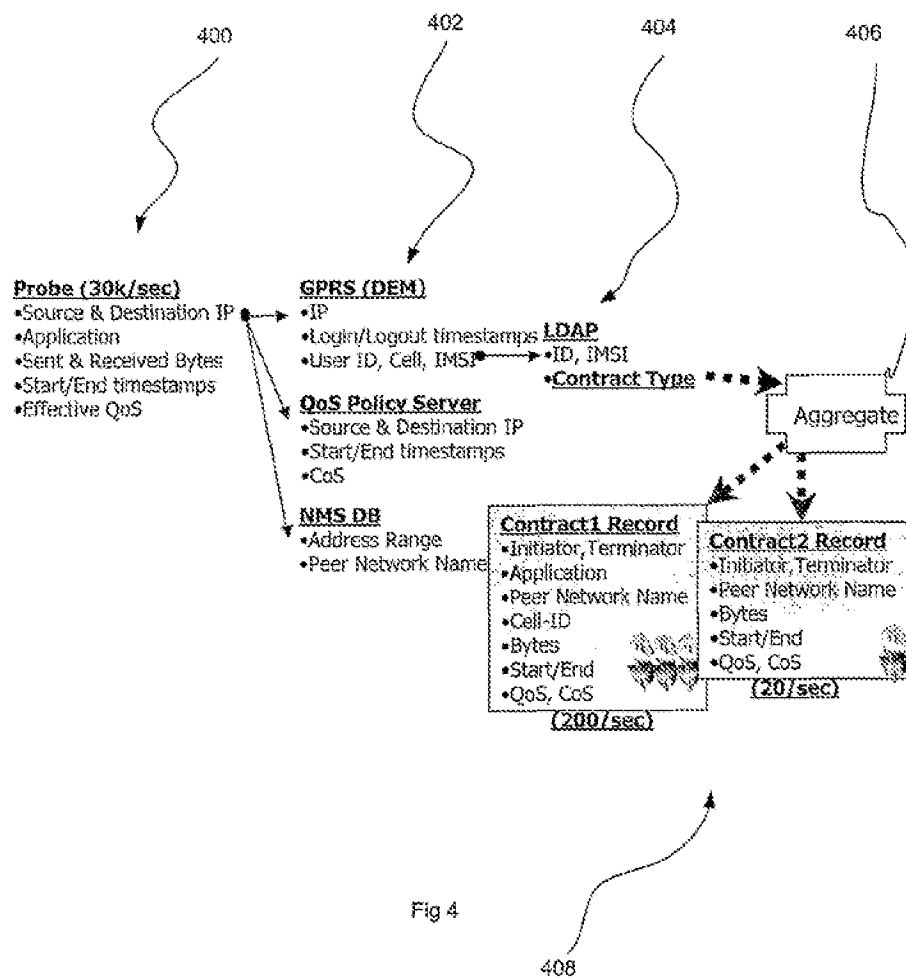 400
402
404
406
Probe (30k/sec)
•Source & Destination IP
•Application
•Sent & Received Bytes
•Start/End timestamps
•Effective QoS
GPRS (DEM)
•IP
•Login/Logout timestamps
•User ID, Cell, IMSI
QoS Policy Server
•Source & Destination IP
•Start/End timestamps
•CoS
NMS DB
•Address Range
•Peer Network Name
LDAP
•ID, IMSI
•Contract Type
Aggregate
Contract1 Record
•Initiator,Terminator
•Application
•Peer Network Name
•Cell-ID
•Bytes
•Start/End
•QoS, CoS
(200/sec)
Contract2 Record
•Initiator,Terminator
•Peer Network Name
•Bytes
•Start/End
•QoS, CoS
(20/sec)
Fig 4
408